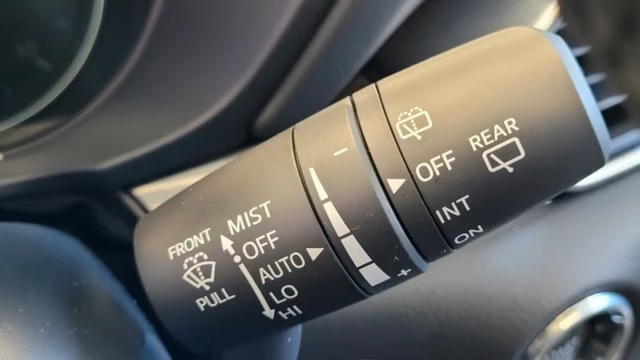 FRONT
PULL
MIST
OFF
AUTO
LO
HI
−
+
OFF
INT
ON
REAR